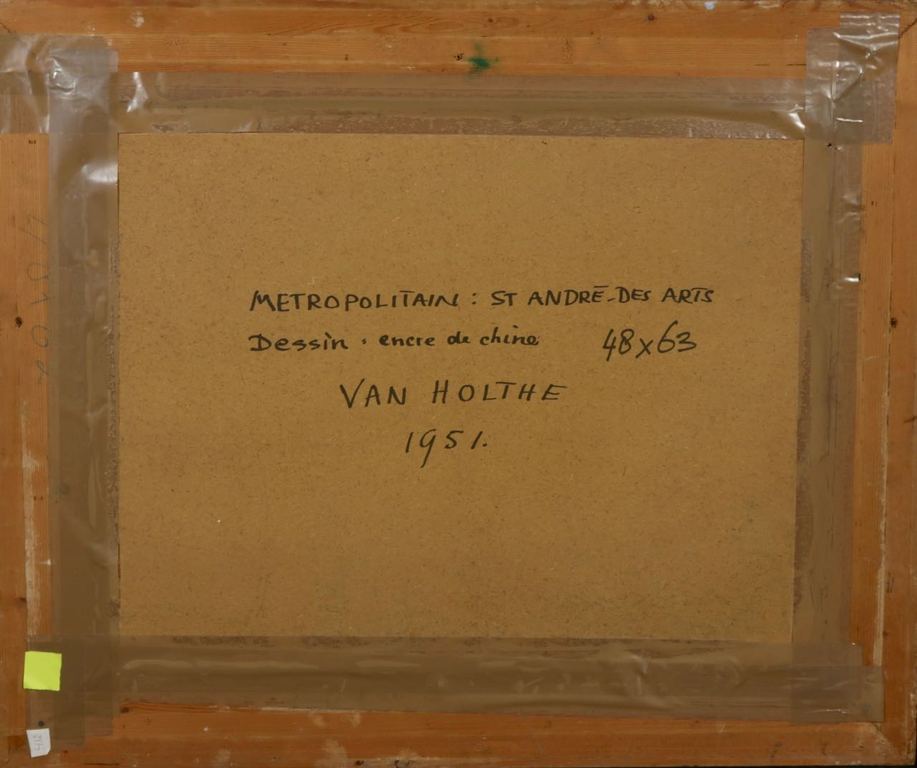 METROPOLITAIN : ST ANDRÉ-DES ARTS
Dessin : encre de chine 48x63
VAN HOLTHE
1951.